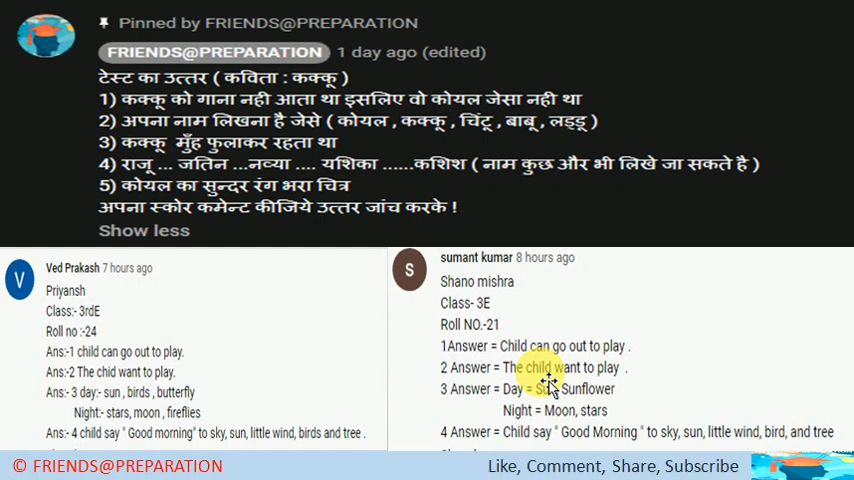 Pinned by FRIENDS@PREPARATION
FRIENDS@PREPARATION 1 day ago (edited)
टेस्ट का उत्तर ( कविता : कक्कू )
1) कक्कू को गाना नही आता था इसलिए वो कोयल जेसा नही था
2) अपना नाम लिखना है जेसे ( कोयल , कक्कू , चिंटू , बाबू , लड्डू )
3) कक्कू मुँह फुलाकर रहता था
4) राजू ... जतिन ...नव्या .... यशिका ......कशिश ( नाम कुछ और भी लिखे जा सकते है )
5) कोयल का सुन्दर रंग भरा चित्र
अपना स्कोर कमेन्ट कीजिये उत्तर जांच करके !
Show less
V
Ved Prakash 7 hours ago
Priyansh
Class:- 3rdE
Roll no :-24
Ans:-1 child can go out to play.
Ans:-2 The chid want to play.
Ans:- 3 day:- sun , birds , butterfly
Night:- stars, moon , fireflies
Ans:- 4 child say " Good morning" to sky, sun, little wind, birds and tree .
S
sumant kumar 8 hours ago
Shano mishra
Class- 3E
Roll NO.-21
1Answer = Child can go out to play .
2 Answer = The child want to play .
3 Answer = Day = Sunflower
Night = Moon, stars
4 Answer = Child say " Good Morning " to sky, sun, little wind, bird, and tree
© FRIENDS@PREPARATION
Like, Comment, Share, Subscribe